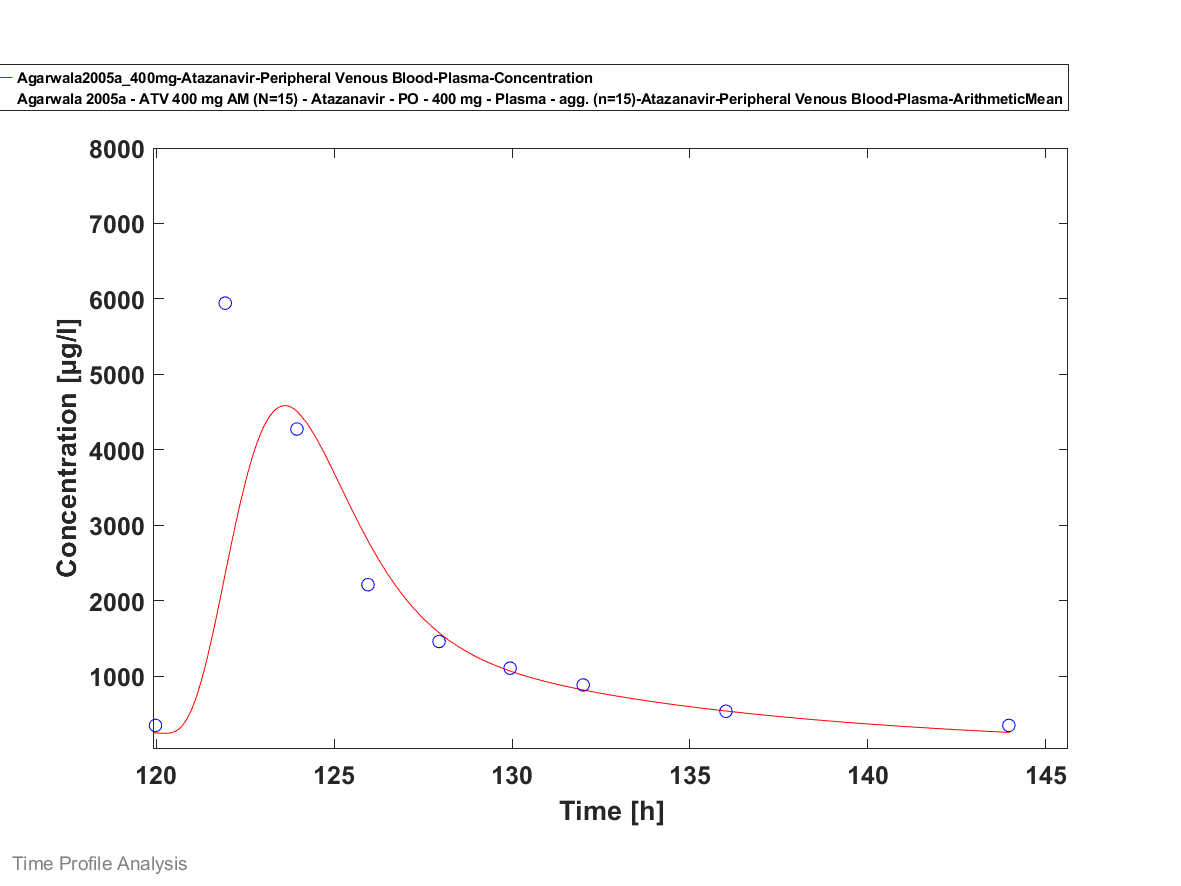 Agarwala2005a_400mg-Atazanavir-Peripheral Venous Blood-Plasma-Concentration
Agarwala 2005a - ATV 400 mg AM (N=15) - Atazanavir - PO - 400 mg - Plasma - agg. (n=15)-Atazanavir-Peripheral Venous Blood-Plasma-ArithmeticMean
8000
7000
6000
5000
4000
3000
2000
1000
Concentration [µg/l]
120 125 130 135 140 145
Time [h]
Time Profile Analysis